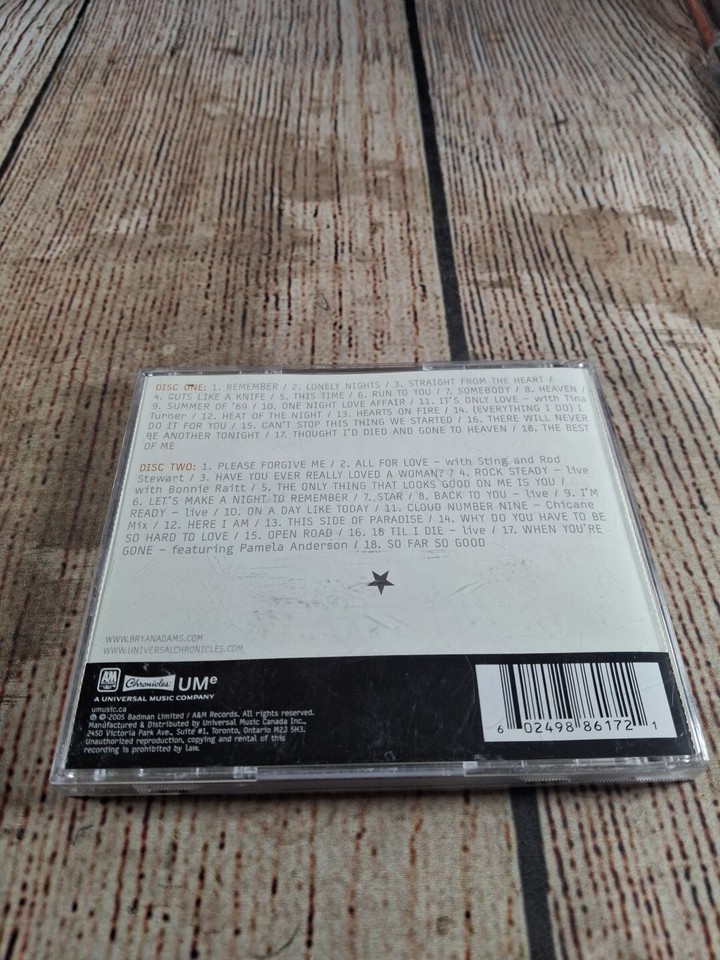 DISC ONE: 1. REMEMBER / 2. LONELY NIGHTS / 3. STRAIGHT FROM THE HEART /
4. CUTS LIKE A KNIFE / 5. THIS TIME / 6. RUN TO YOU / 7. SOMEBODY / 8. HEAVEN /
9. SUMMER OF '69 / 10. ONE NIGHT LOVE AFFAIR / 11. IT'S ONLY LOVE – with Tina
Turner / 12. HEAT OF THE NIGHT / 13. HEARTS ON FIRE / 14. (EVERYTHING I DO) I
DO IT FOR YOU / 15. CAN'T STOP THIS THING WE STARTED / 16. THERE WILL NEVER
BE ANOTHER TONIGHT / 17. THOUGHT I'D DIED AND GONE TO HEAVEN / 18. THE BEST
OF ME
DISC TWO: 1. PLEASE FORGIVE ME / 2. ALL FOR LOVE – with Sting and Rod
Stewart / 3. HAVE YOU EVER REALLY LOVED A WOMAN? / 4. ROCK STEADY – live
with Bonnie Raitt / 5. THE ONLY THING THAT LOOKS GOOD ON ME IS YOU /
6. LET'S MAKE A NIGHT TO REMEMBER / 7. STAR / 8. BACK TO YOU – live / 9. I'M
READY – live / 10. ON A DAY LIKE TODAY / 11. CLOUD NUMBER NINE – Chicane
Mix / 12. HERE I AM / 13. THIS SIDE OF PARADISE / 14. WHY DO YOU HAVE TO BE
SO HARD TO LOVE / 15. OPEN ROAD / 16. 18 TIL I DIE – live / 17. WHEN YOU'RE
GONE – featuring Pamela Anderson / 18. SO FAR SO GOOD
WWW.BRYANADAMS.COM
WWW.UNIVERSALCHRONICLES.COM
A&M Chronicles UMe
A UNIVERSAL MUSIC COMPANY
umusic.ca
℗ © 2005 Badman Limited / A&M Records. All rights reserved.
Manufactured & Distributed by Universal Music Canada Inc.,
2450 Victoria Park Ave., Suite #1, Toronto, Ontario M2J 5H3.
Unauthorized reproduction, copying and rental of this
recording is prohibited by law.
6 02498 86172 1